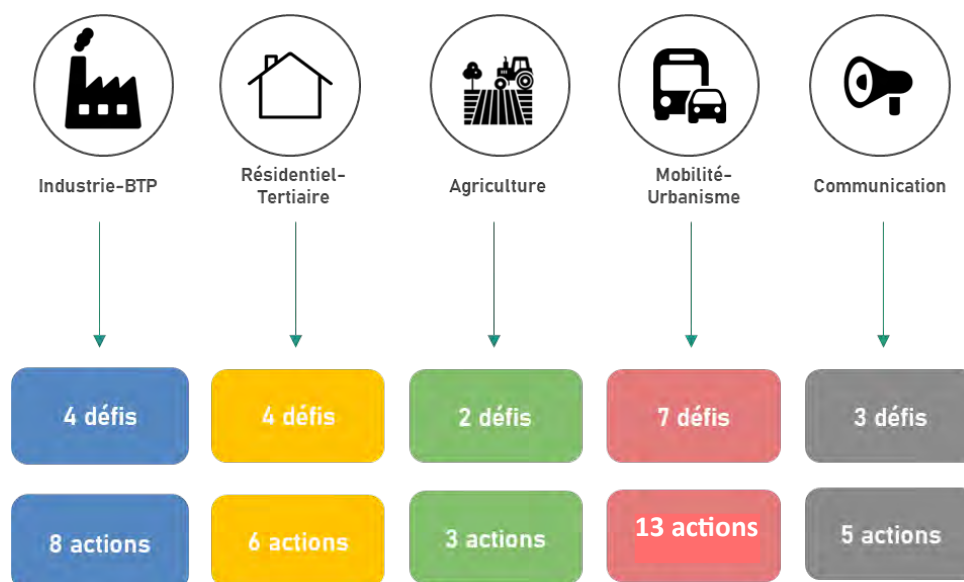 Industrie-BTP
Résidentiel-
Tertiaire
Agriculture
Mobilité-
Urbanisme
Communication
4 défis
4 défis
2 défis
7 défis
3 défis
8 actions
6 actions
3 actions
13 actions
5 actions